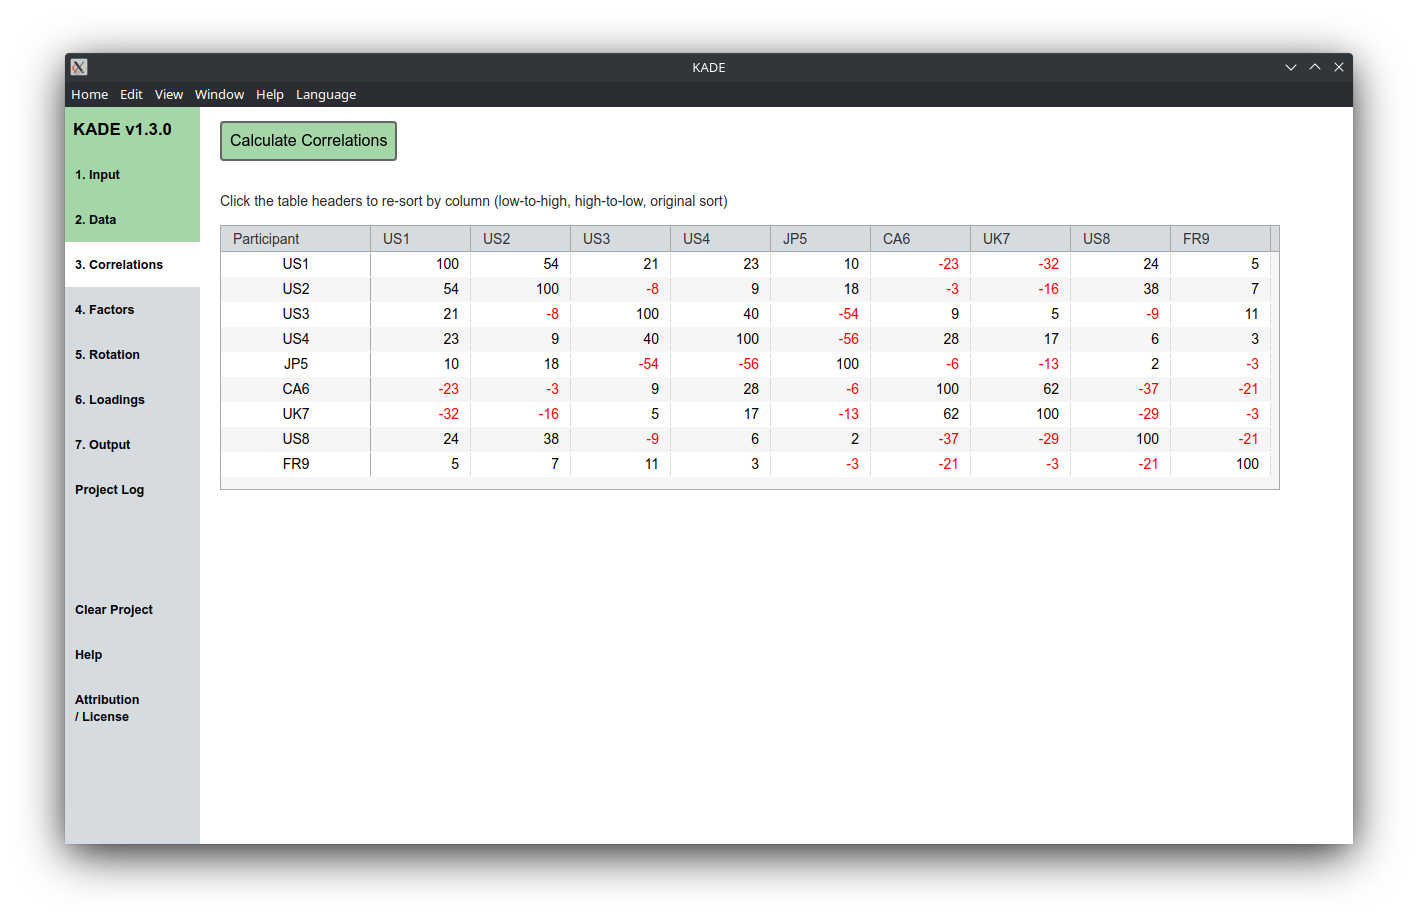 KADE
Home Edit View Window Help Language
KADE v1.3.0
1. Input
2. Data
3. Correlations
4. Factors
5. Rotation
6. Loadings
7. Output
Project Log
Clear Project
Help
Attribution
/ License
Calculate Correlations
Click the table headers to re-sort by column (low-to-high, high-to-low, original sort)
Participant US1 US2 US3 US4 JP5 CA6 UK7 US8 FR9
US1 100 54 21 23 10 -23 -32 24 5
US2 54 100 -8 9 18 -3 -16 38 7
US3 21 -8 100 40 -54 9 5 -9 11
US4 23 9 40 100 -56 28 17 6 3
JP5 10 18 -54 -56 100 -6 -13 2 -3
CA6 -23 -3 9 28 -6 100 62 -37 -21
UK7 -32 -16 5 17 -13 62 100 -29 -3
US8 24 38 -9 6 2 -37 -29 100 -21
FR9 5 7 11 3 -3 -21 -3 -21 100